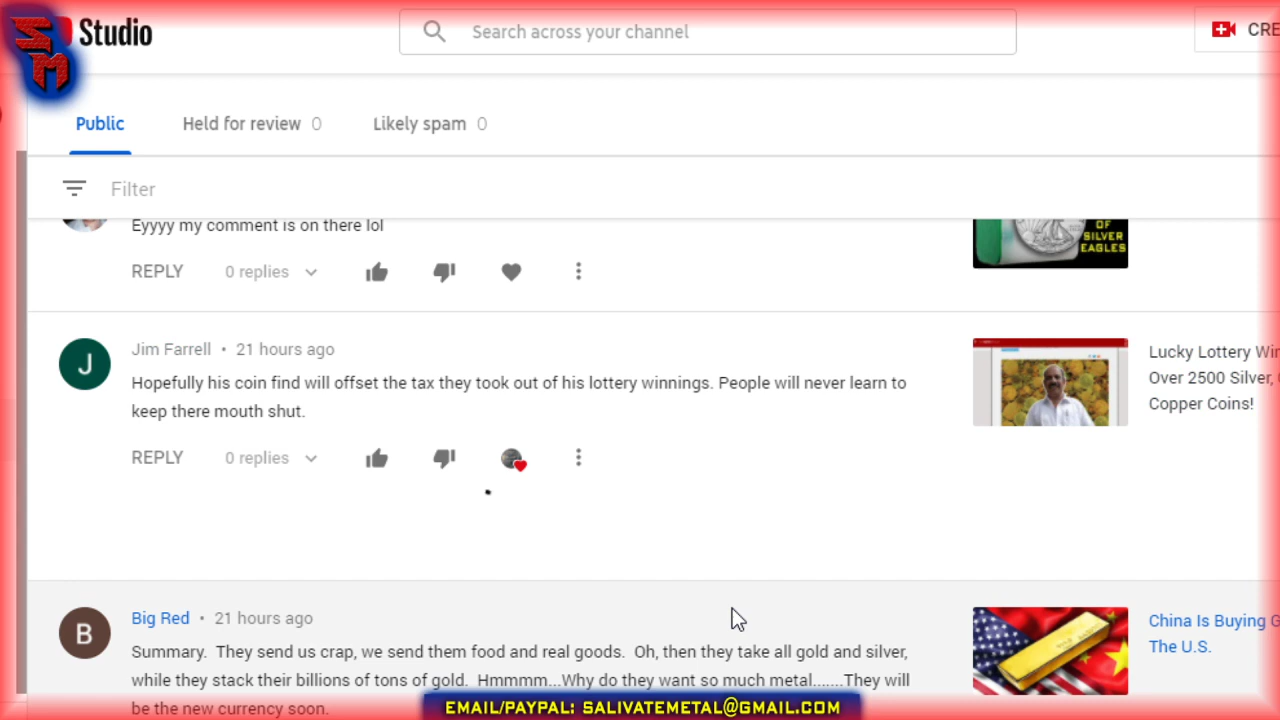 SM Studio
Search across your channel
CRE
Public
Held for review 0
Likely spam 0
Filter
Eyyyy my comment is on there lol
REPLY
0 replies
OF
SILVER
EAGLES
J
Jim Farrell • 21 hours ago
Hopefully his coin find will offset the tax they took out of his lottery winnings. People will never learn to
keep there mouth shut.
REPLY
0 replies
Lucky Lottery Win
Over 2500 Silver,
Copper Coins!
B
Big Red • 21 hours ago
Summary. They send us crap, we send them food and real goods. Oh, then they take all gold and silver,
while they stack their billions of tons of gold. Hmmmm...Why do they want so much metal.......They will
be the new currency soon.
China Is Buying G
The U.S.
EMAIL/PAYPAL: SALIVATEMETAL@GMAIL.COM